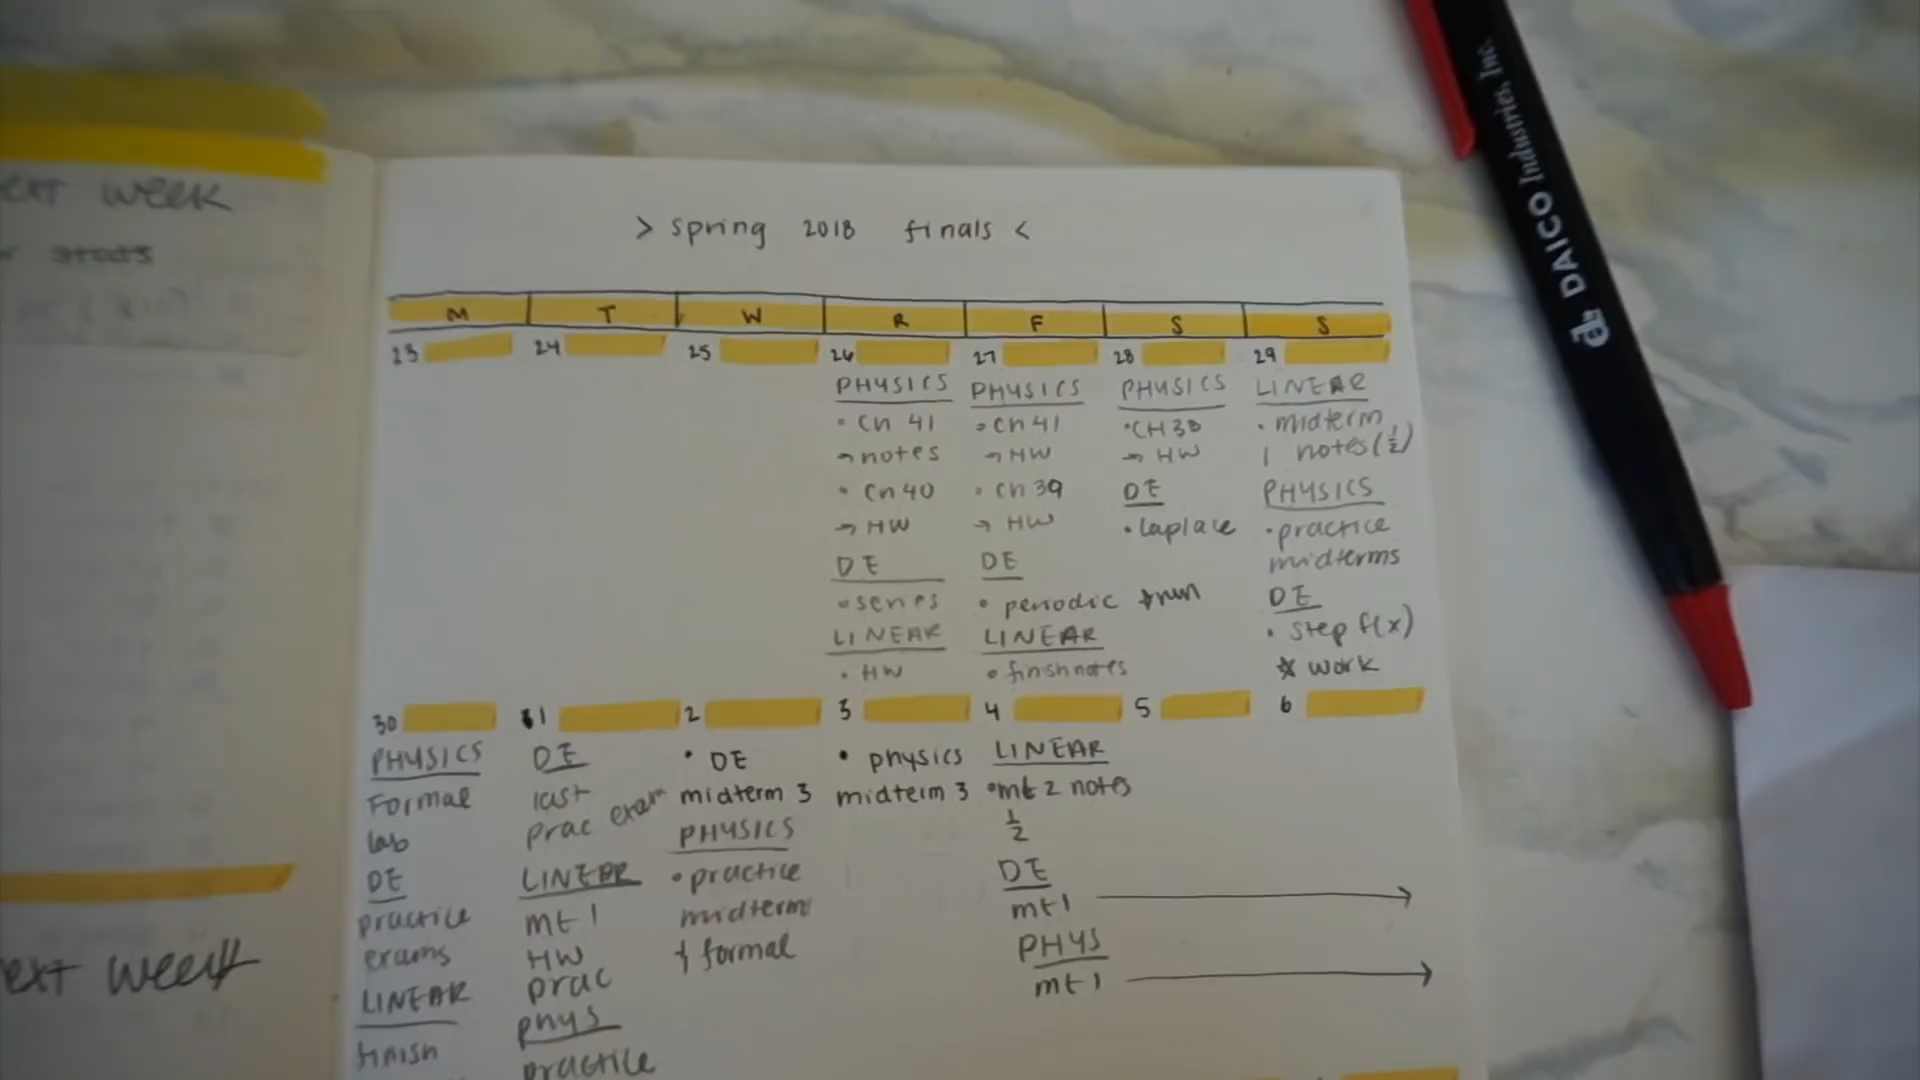 ext week
stats
> spring 2018 finals <
M T W R F S S
23 24 25 26 27 28 29
PHYSICS
• Ch 41
→ notes
• Ch 40
→ HW
DE
• series
LINEAR
• HW
PHYSICS
• Ch 41
→ HW
• Ch 39
→ HW
DE
• periodic fxn
LINEAR
• finish notes
PHYSICS
• CH 38
→ HW
DE
• laplace
LINEAR
• midterm
1 notes (½)
PHYSICS
• practice
midterms
DE
• step f(x)
☆ work
30 1 2 3 4 5 6
PHYSICS
Formal
lab
DE
practice
exams
LINEAR
finish
DE
last
prac exam
LINEAR
mt 1
HW
prac
phys
practice
• DE
midterm 3
PHYSICS
• practice
midterm
+ formal
• physics
midterm 3
LINEAR
• mt 2 notes
½
DE
mt 1
PHYS
mt 1
ext week
DAICO Industries, Inc.